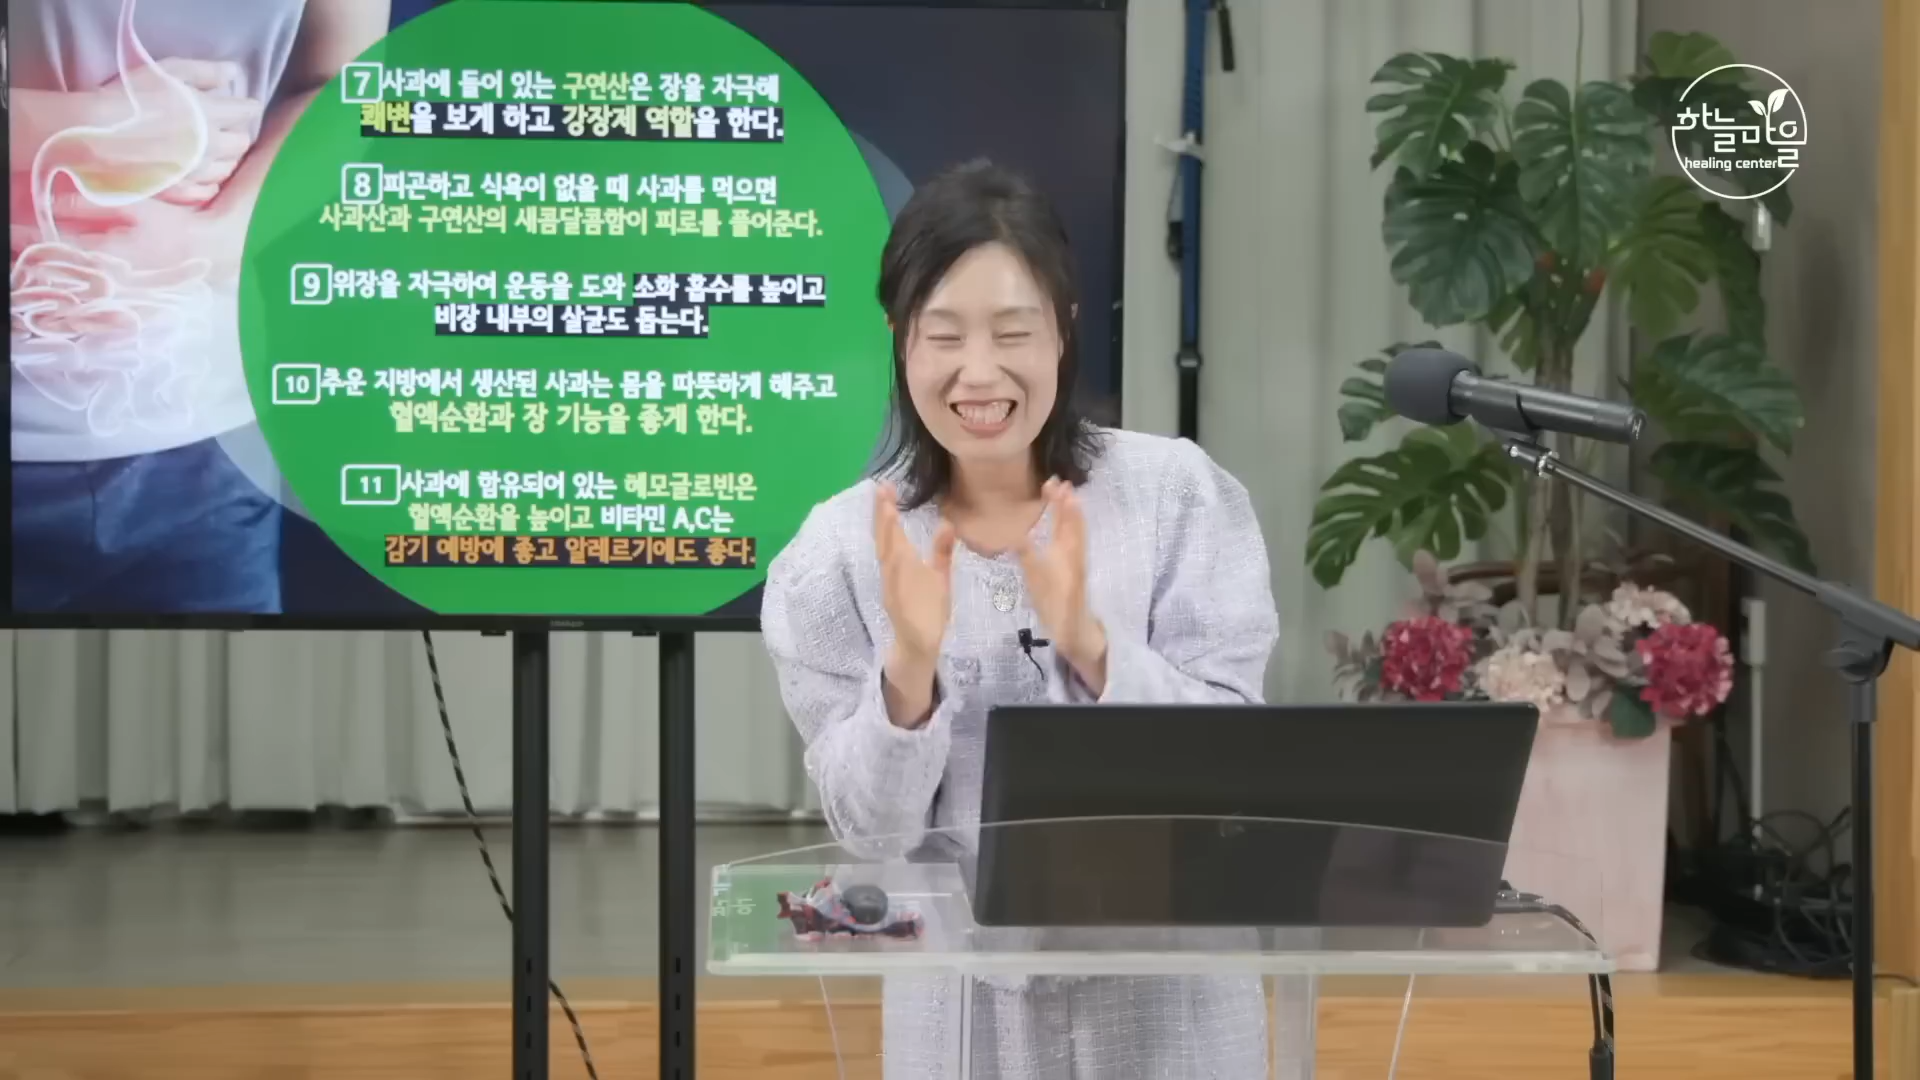 7 사과에 들어 있는 구연산은 장을 자극해
쾌변을 보게 하고 강장제 역할을 한다.
8 피곤하고 식욕이 없을 때 사과를 먹으면
사과산과 구연산의 새콤달콤함이 피로를 풀어준다.
9 위장을 자극하여 운동을 도와 소화 흡수를 높이고
비장 내부의 살균도 돕는다.
10 추운 지방에서 생산된 사과는 몸을 따뜻하게 해주고
혈액순환과 장 기능을 좋게 한다.
11 사과에 함유되어 있는 헤모글로빈은
혈액순환을 높이고 비타민 A,C는
감기 예방에 좋고 알레르기에도 좋다.
하늘마을
healing center